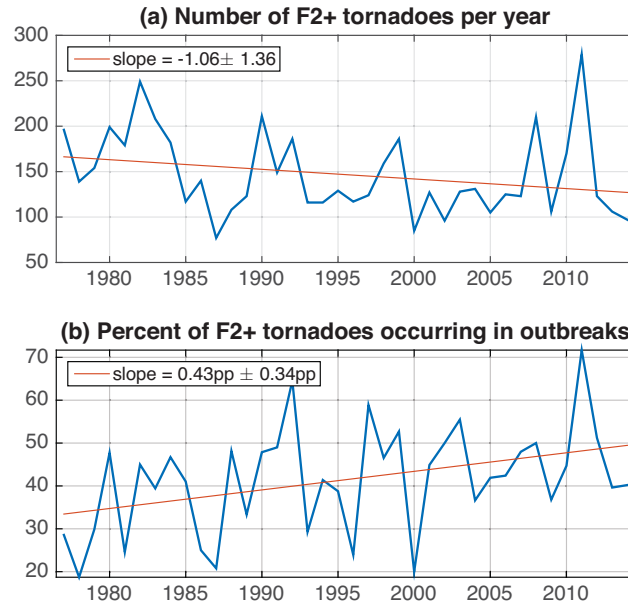 (a) Number of F2+ tornadoes per year
300
250
200
150
100
50
slope = -1.06± 1.36
1980 1985 1990 1995 2000 2005 2010
(b) Percent of F2+ tornadoes occurring in outbreaks
70
60
50
40
30
20
slope = 0.43pp ± 0.34pp
1980 1985 1990 1995 2000 2005 2010